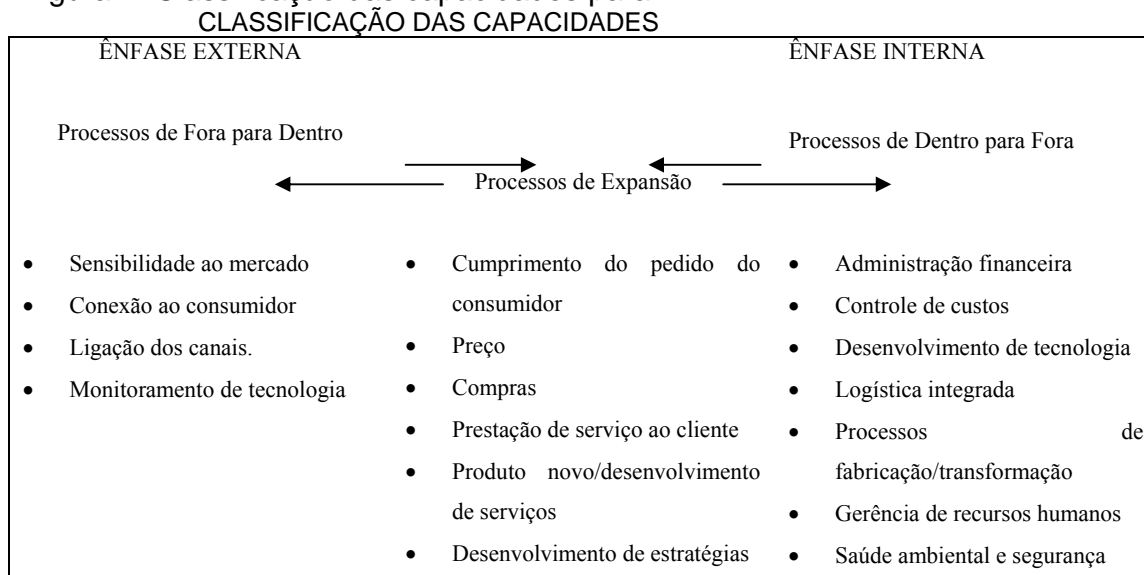 CLASSIFICAÇÃO DAS CAPACIDADES
ÊNFASE EXTERNA
ÊNFASE INTERNA
Processos de Fora para Dentro
Processos de Dentro para Fora
Processos de Expansão
• Sensibilidade ao mercado
• Conexão ao consumidor
• Ligação dos canais.
• Monitoramento de tecnologia
• Cumprimento do pedido do
consumidor
• Preço
• Compras
• Prestação de serviço ao cliente
• Produto novo/desenvolvimento
de serviços
• Desenvolvimento de estratégias
• Administração financeira
• Controle de custos
• Desenvolvimento de tecnologia
• Logística integrada
• Processos de
fabricação/transformação
• Gerência de recursos humanos
• Saúde ambiental e segurança